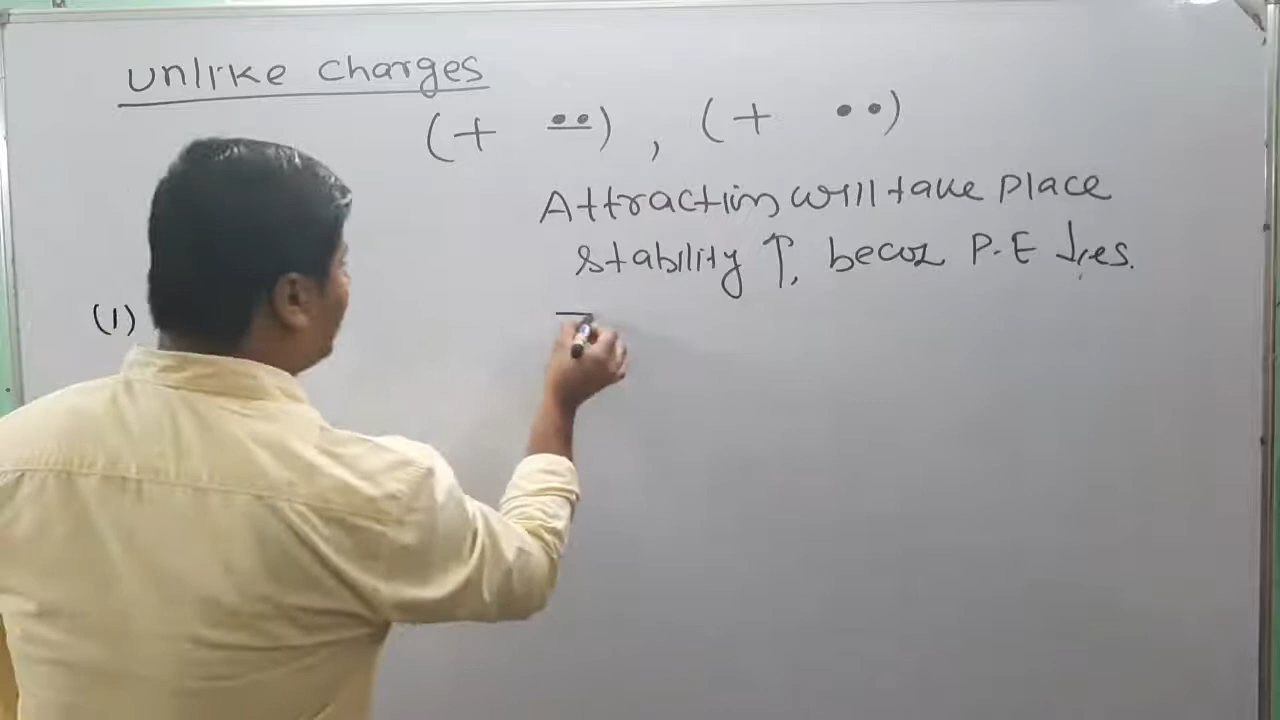 unlike charges
(+ ••) , (+ ••)
Attraction will take place
stability ↑, becoz P.E ↓es.
(1)